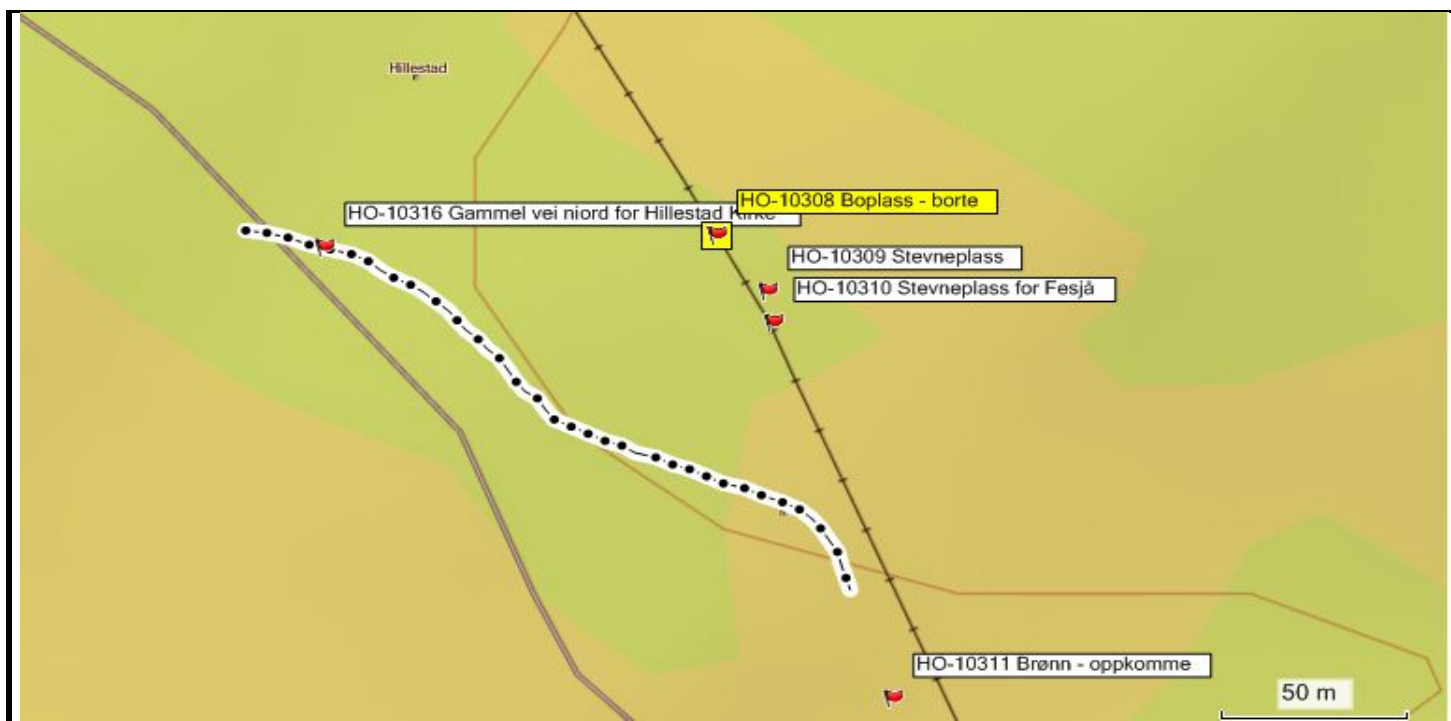 Hillestad
HO-10308 Boplass - borte
HO-10316 Gammel vei niord for Hillestad Kirke
HO-10309 Stevneplass
HO-10310 Stevneplass for Fesjå
HO-10311 Brønn - oppkomme
50 m